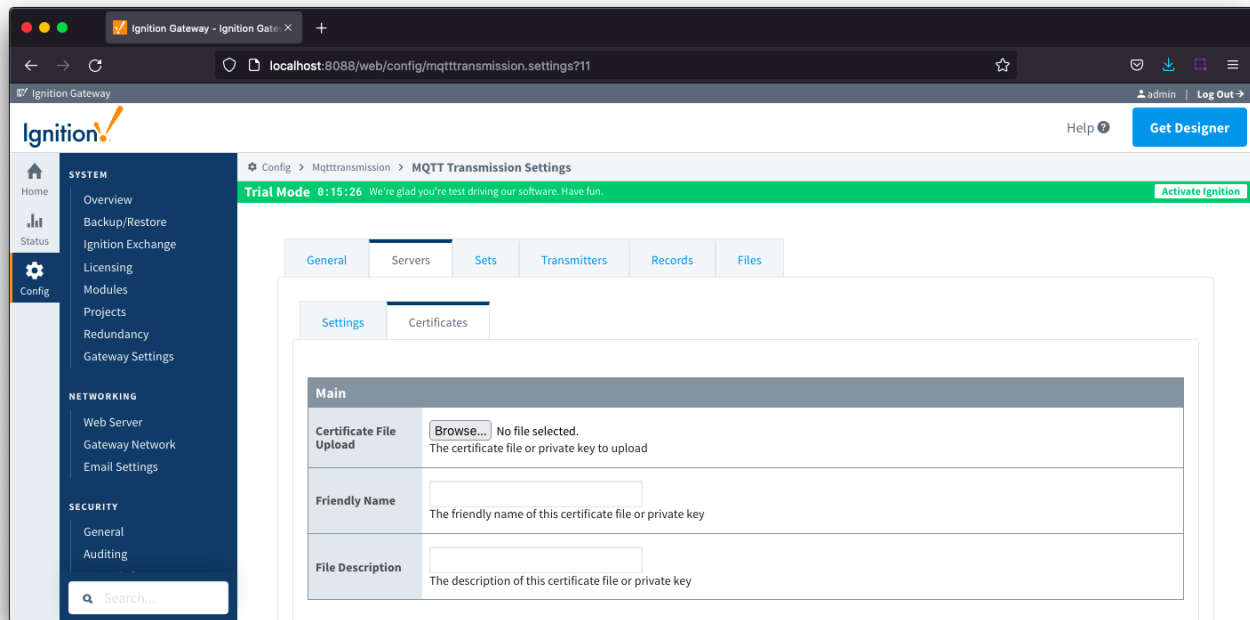 Ignition Gateway - Ignition Gate
localhost:8088/web/config/mqtttransmission.settings?11
Ignition Gateway
admin | Log Out
Ignition!
Help
Get Designer
Home
Status
Config
SYSTEM
Overview
Backup/Restore
Ignition Exchange
Licensing
Modules
Projects
Redundancy
Gateway Settings
NETWORKING
Web Server
Gateway Network
Email Settings
SECURITY
General
Auditing
Search...
Config > Mqtttransmission > MQTT Transmission Settings
Trial Mode 0:15:26 We're glad you're test driving our software. Have fun.
Activate Ignition
General Servers Sets Transmitters Records Files
Settings Certificates
Main
Certificate File
Upload
Browse... No file selected.
The certificate file or private key to upload
Friendly Name
The friendly name of this certificate file or private key
File Description
The description of this certificate file or private key